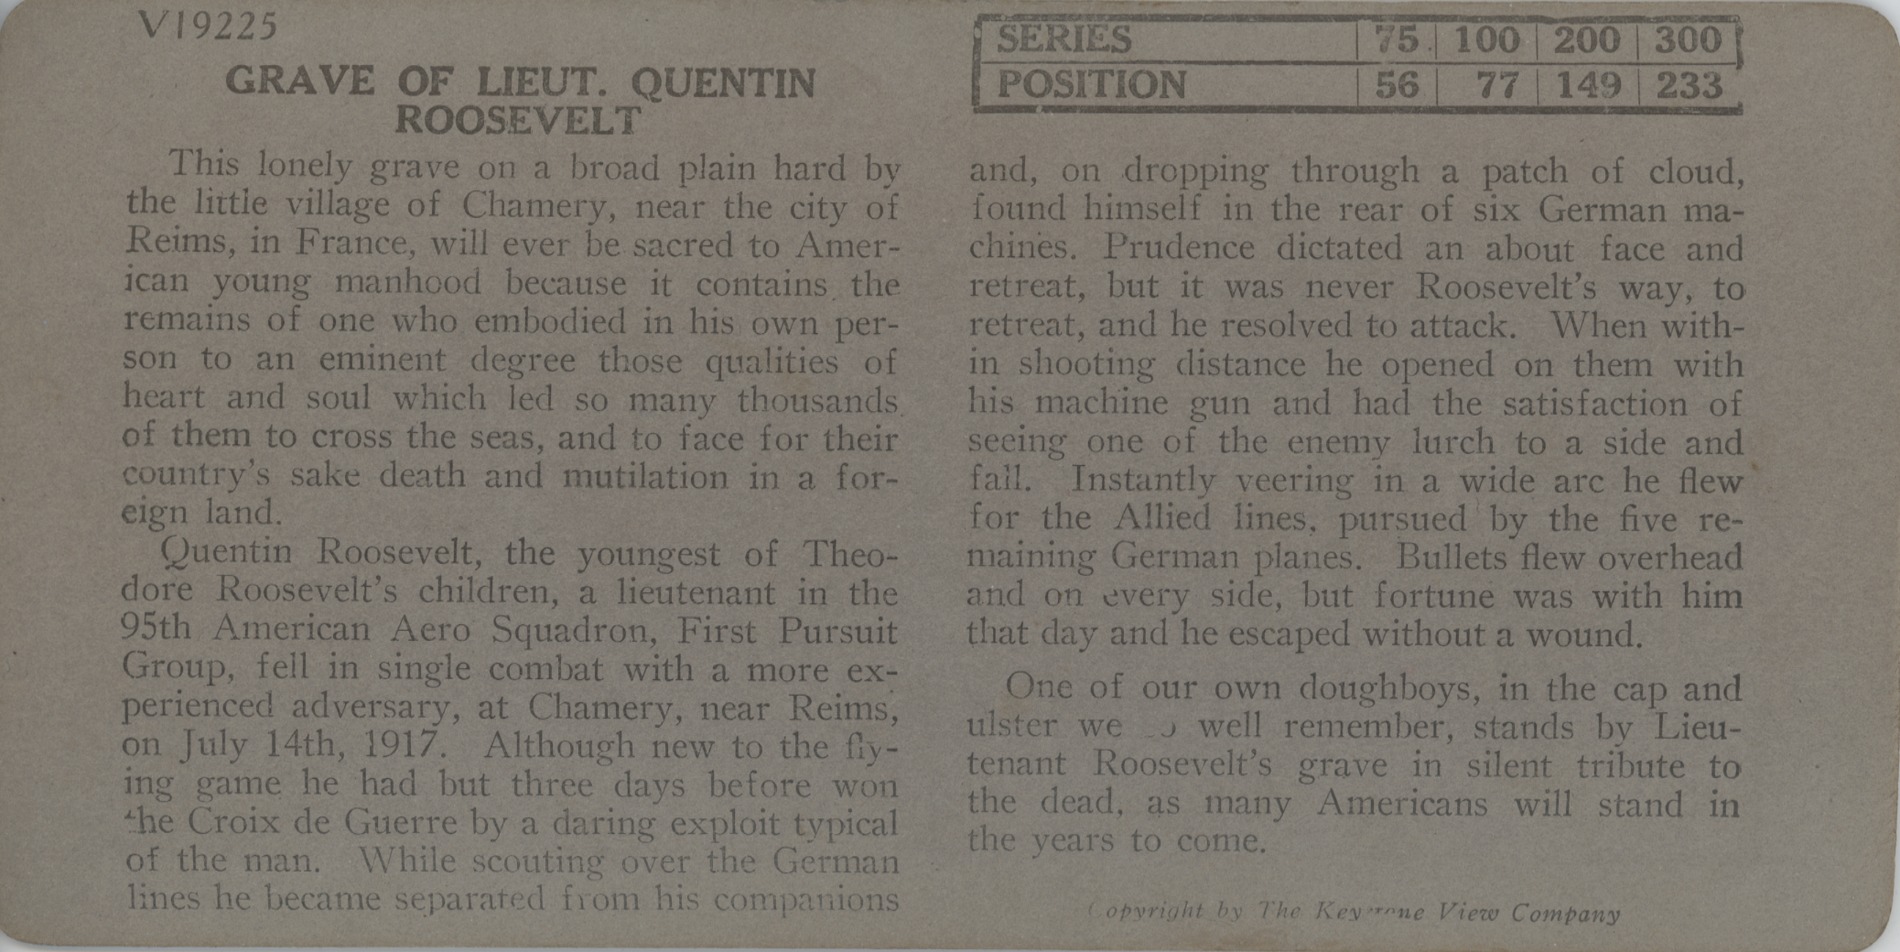 V19225
GRAVE OF LIEUT. QUENTIN
ROOSEVELT
This lonely grave on a broad plain hard by
the little village of Chamery, near the city of
Reims, in France, will ever be sacred to Amer-
ican young manhood because it contains the
remains of one who embodied in his own per-
son to an eminent degree those qualities of
heart and soul which led so many thousands
of them to cross the seas, and to face for their
country's sake death and mutilation in a for-
eign land.
Quentin Roosevelt, the youngest of Theo-
dore Roosevelt's children, a lieutenant in the
95th American Aero Squadron, First Pursuit
Group, fell in single combat with a more ex-
perienced adversary, at Chamery, near Reims,
on July 14th, 1917. Although new to the fly-
ing game he had but three days before won
the Croix de Guerre by a daring exploit typical
of the man. While scouting over the German
lines he became separated from his companions
SERIES 75 100 200 300
POSITION 56 77 149 233
and, on dropping through a patch of cloud,
found himself in the rear of six German ma-
chines. Prudence dictated an about face and
retreat, but it was never Roosevelt's way, to
retreat, and he resolved to attack. When with-
in shooting distance he opened on them with
his machine gun and had the satisfaction of
seeing one of the enemy lurch to a side and
fall. Instantly veering in a wide arc he flew
for the Allied lines, pursued by the five re-
maining German planes. Bullets flew overhead
and on every side, but fortune was with him
that day and he escaped without a wound.
One of our own doughboys, in the cap and
ulster we well remember, stands by Lieu-
tenant Roosevelt's grave in silent tribute to
the dead, as many Americans will stand in
the years to come.
Copyright by The Keystone View Company